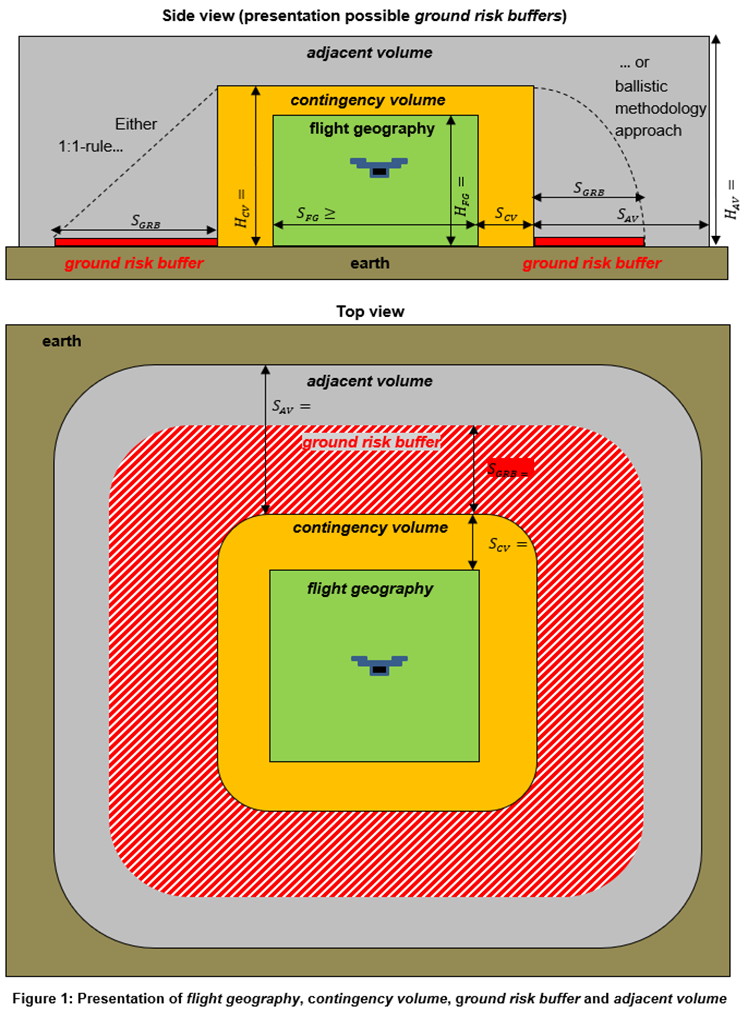 Side view (presentation possible ground risk buffers)
adjacent volume
... or
ballistic
methodology
approach
contingency volume
Either
1:1-rule...
flight geography
H_CV =
H_FG =
H_AV =
S_GRB
S_FG ≥
S_CV
S_GRB
S_AV
ground risk buffer
earth
ground risk buffer
Top view
earth
adjacent volume
S_AV =
ground risk buffer
S_GRB =
contingency volume
S_CV =
flight geography
Figure 1: Presentation of flight geography, contingency volume, ground risk buffer and adjacent volume